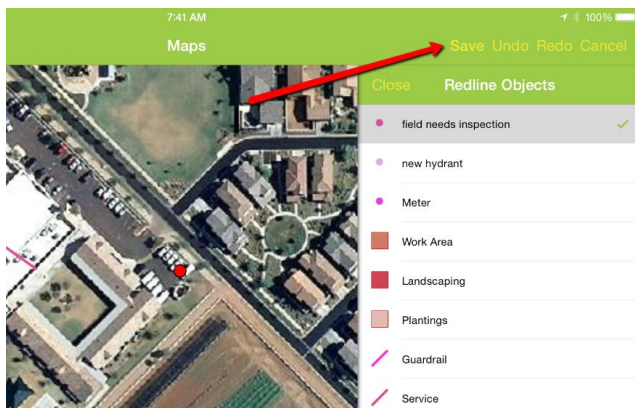 7:41 AM
100%
Maps
Save Undo Redo Cancel
Close
Redline Objects
field needs inspection
new hydrant
Meter
Work Area
Landscaping
Plantings
Guardrail
Service